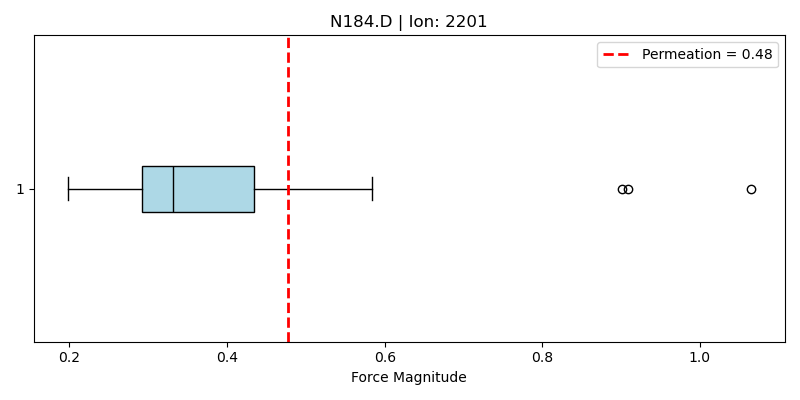 N184.D | Ion: 2201
Permeation = 0.48
1
0.2 0.4 0.6 0.8 1.0
Force Magnitude